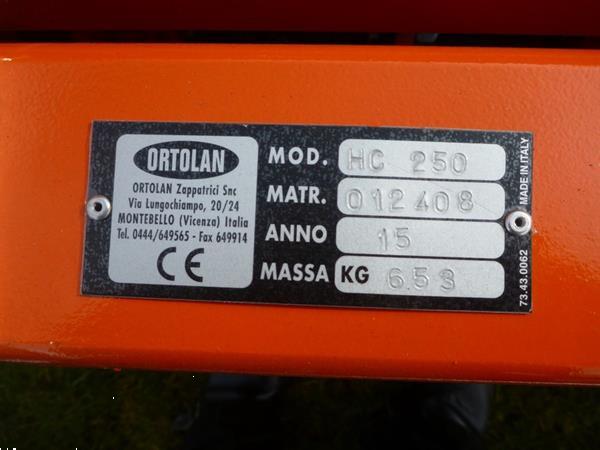 ORTOLAN
ORTOLAN Zappatrici Snc
Via Lungochiampo, 20/24
MONTEBELLO (Vicenza) Italia
Tel. 0444/649565 - Fax 649914
CE
MOD. HC 250
MATR. 012408
ANNO 15
MASSA KG 653
MADE IN ITALY
73.43.0062